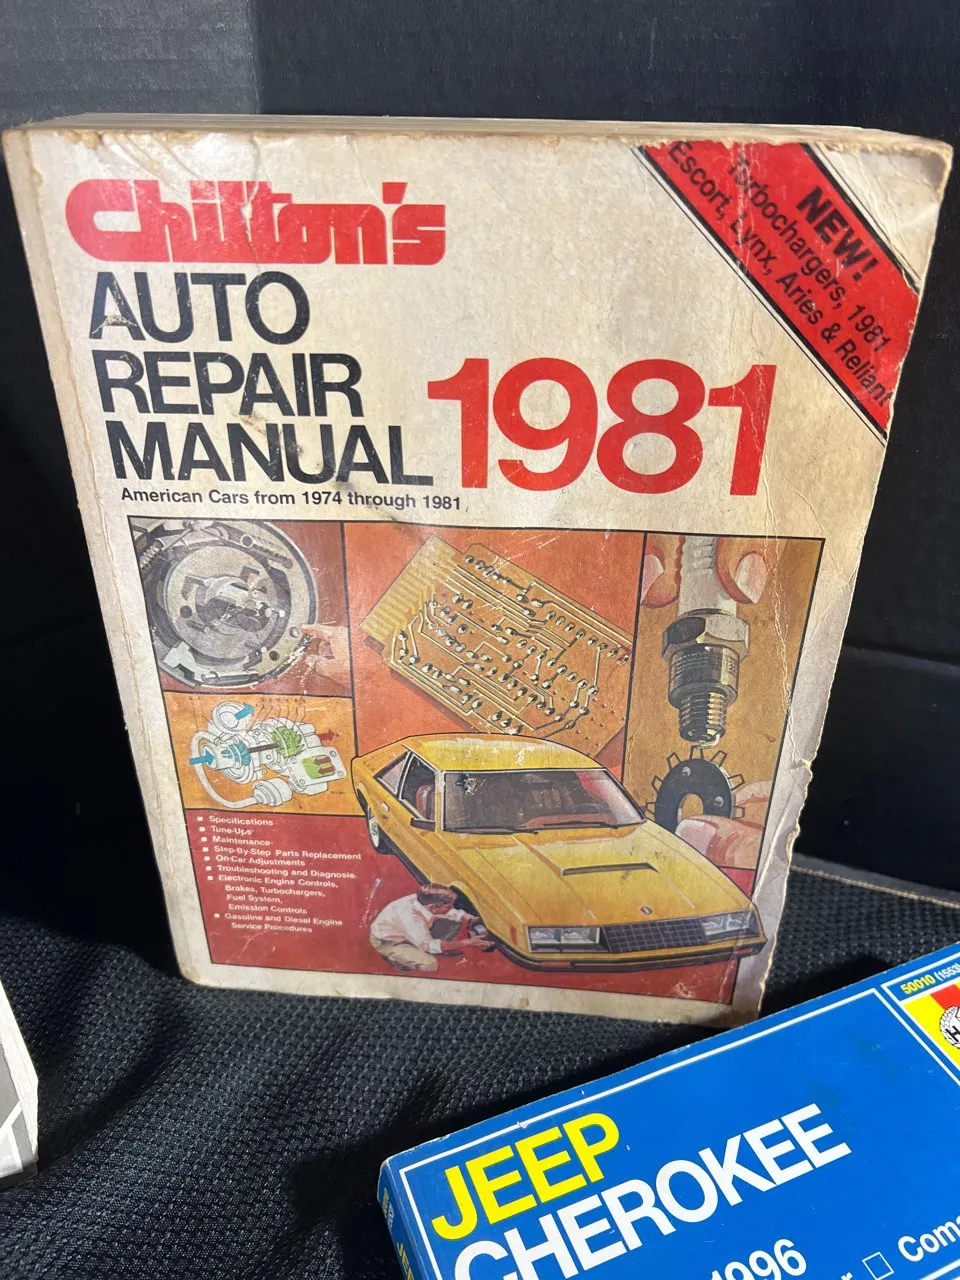 Chilton's
AUTO
REPAIR
MANUAL 1981
American Cars from 1974 through 1981
NEW!
Turbochargers, 1981
Escort, Lynx, Aries & Reliant
■ Specifications
■ Tune-Ups
■ Maintenance
■ Step-By-Step Parts Replacement
■ On-Car Adjustments
■ Troubleshooting and Diagnosis
■ Electronic Engine Controls,
Brakes, Turbochargers,
Fuel System,
Emission Controls
■ Gasoline and Diesel Engine
Service Procedures
50010 (1553)
JEEP
CHEROKEE
1996